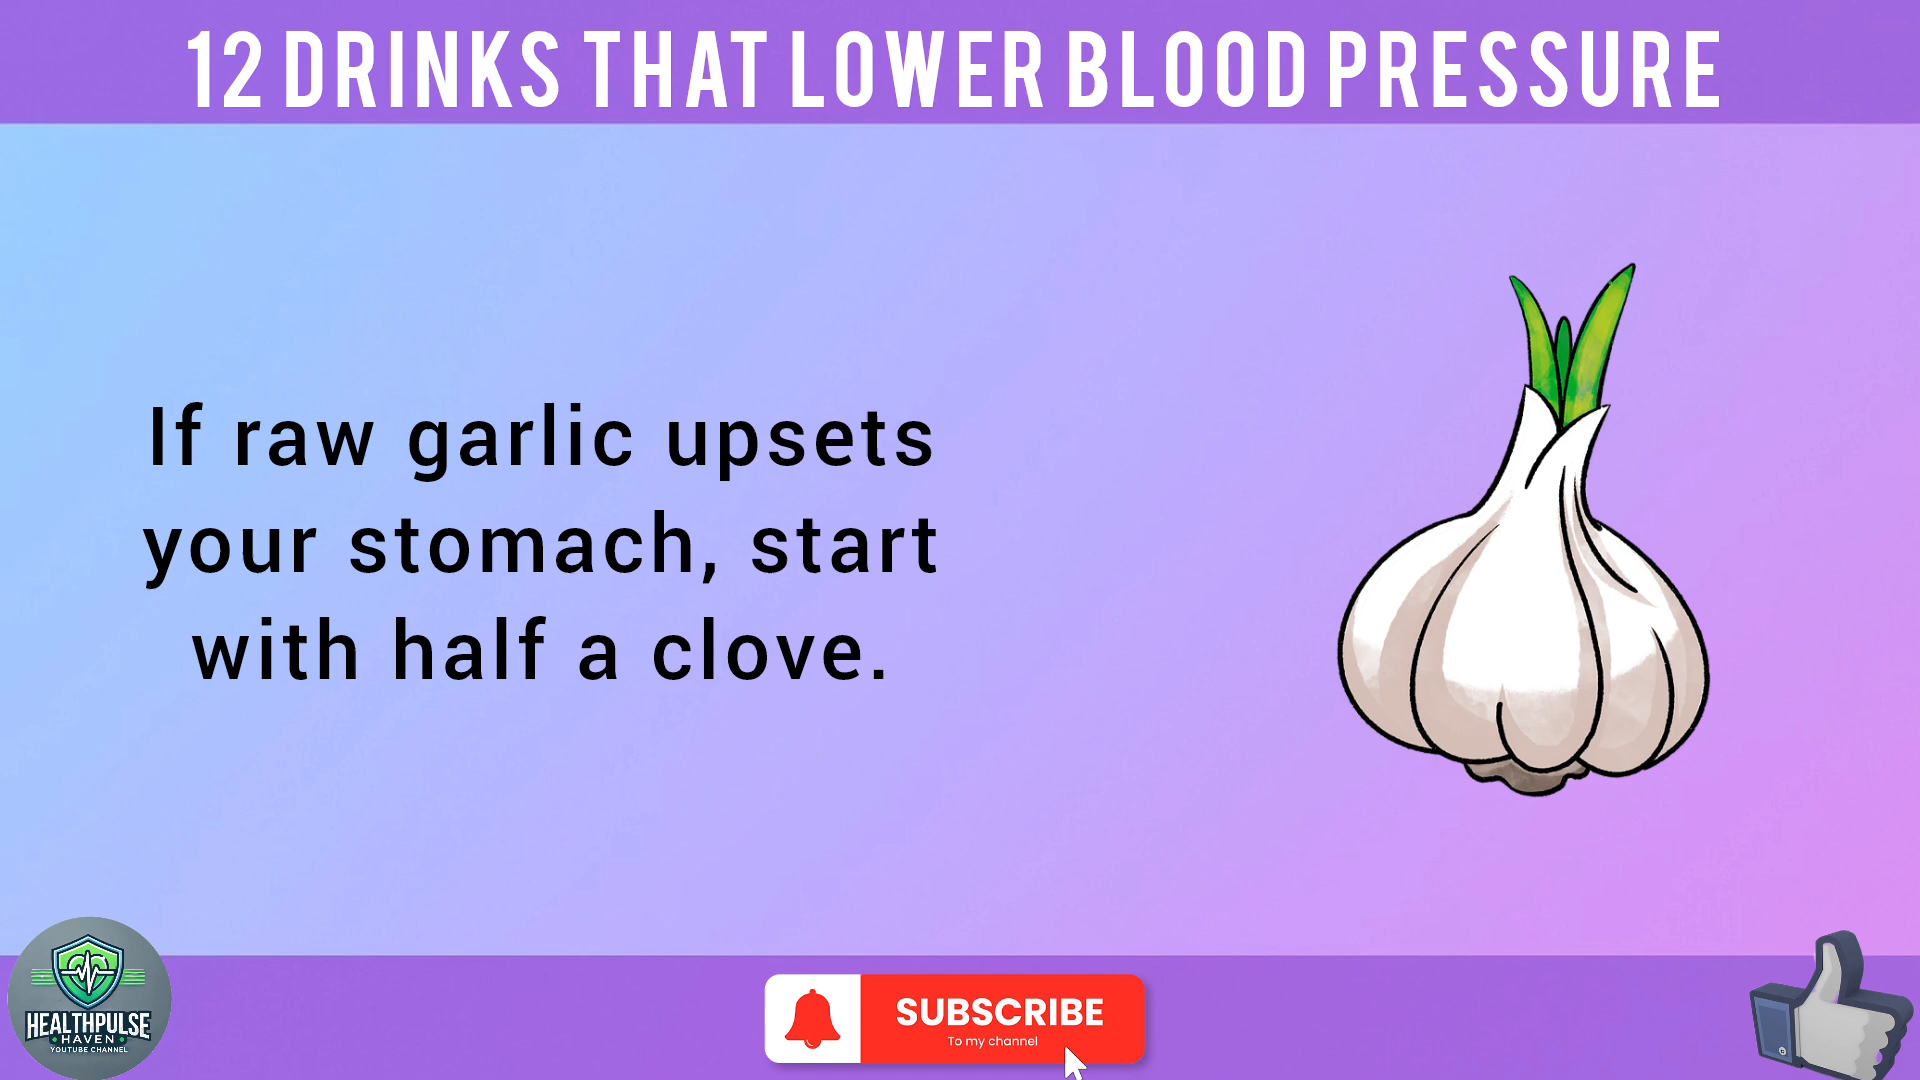 12 DRINKS THAT LOWER BLOOD PRESSURE
If raw garlic upsets
your stomach, start
with half a clove.
HEALTHPULSE
HAVEN
YOUTUBE CHANNEL
SUBSCRIBE
To my channel